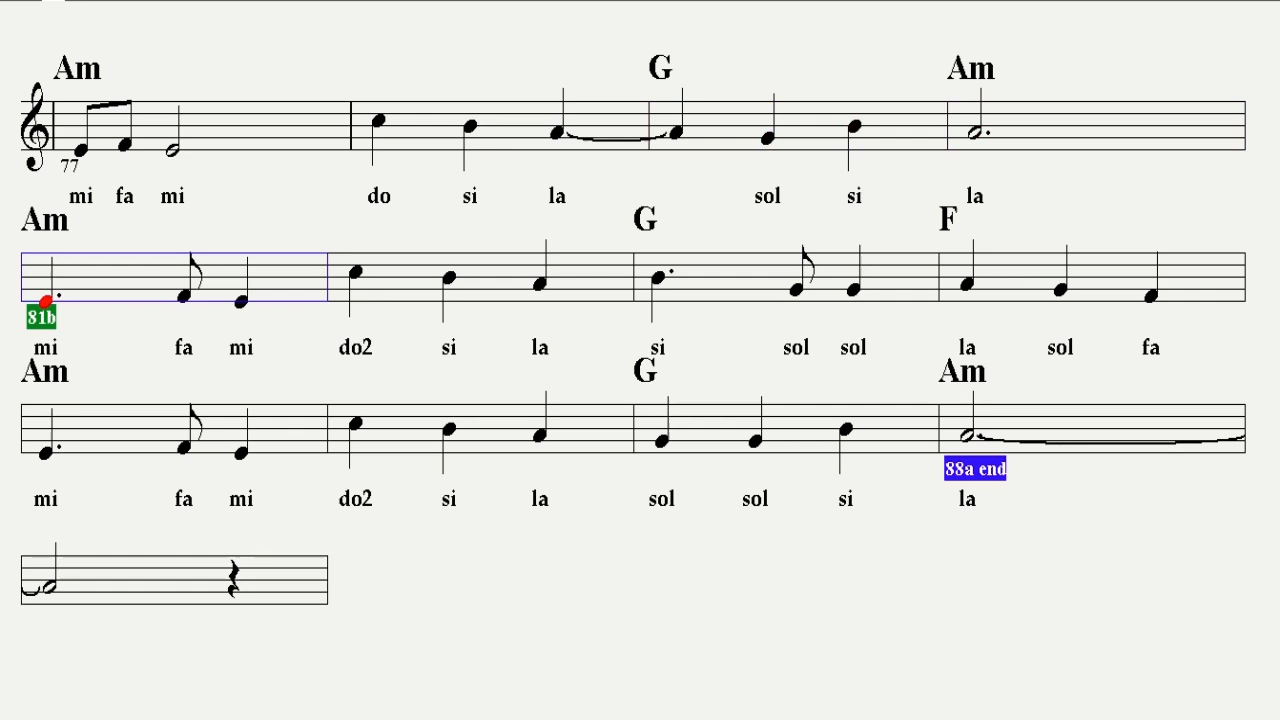 Am G Am
77
mi fa mi do si la sol si la
Am G F
81b
mi fa mi do2 si la si sol sol la sol fa
Am G Am
88a end
mi fa mi do2 si la sol sol si la